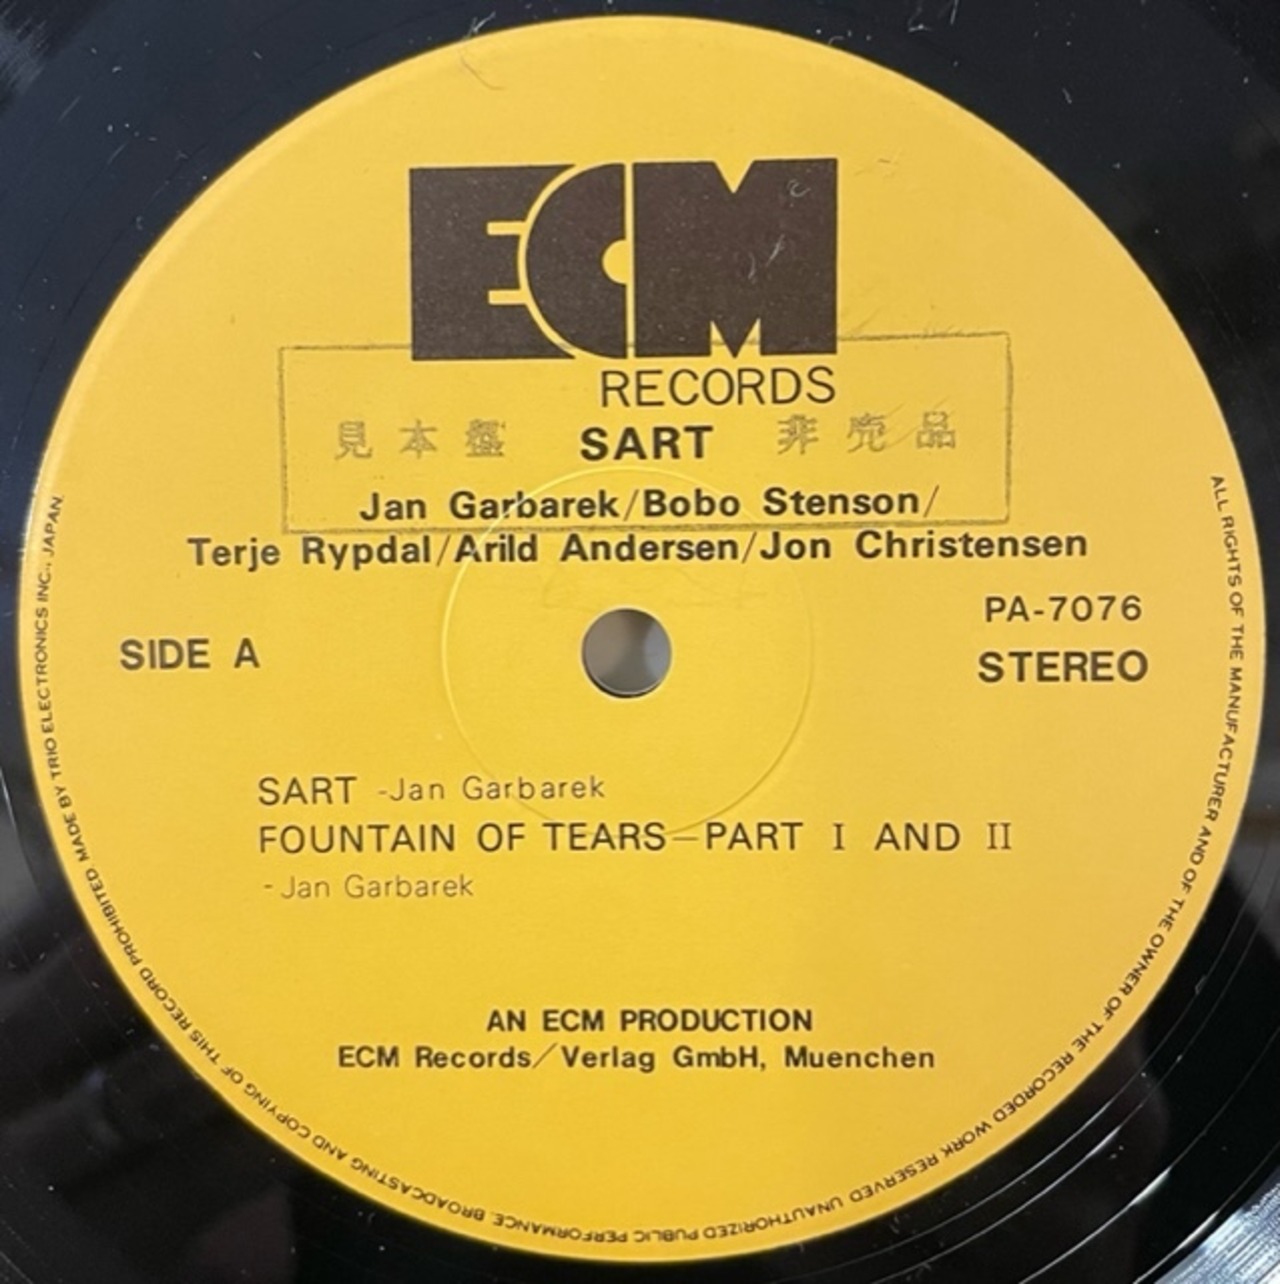 ECM
RECORDS
見本盤 SART 非売品
Jan Garbarek/Bobo Stenson/
Terje Rypdal/Arild Andersen/Jon Christensen
PA-7076
SIDE A
STEREO
SART -Jan Garbarek
FOUNTAIN OF TEARS—PART I AND II
-Jan Garbarek
AN ECM PRODUCTION
ECM Records/Verlag GmbH, Muenchen
ALL RIGHTS OF THE MANUFACTURER AND OF THE OWNER OF THE RECORDED WORK RESERVED UNAUTHORIZED PUBLIC PERFORMANCE. BROADCASTING AND COPYING OF THIS RECORD PROHIBITED MADE BY TRIO ELECTRONICS INC., JAPAN